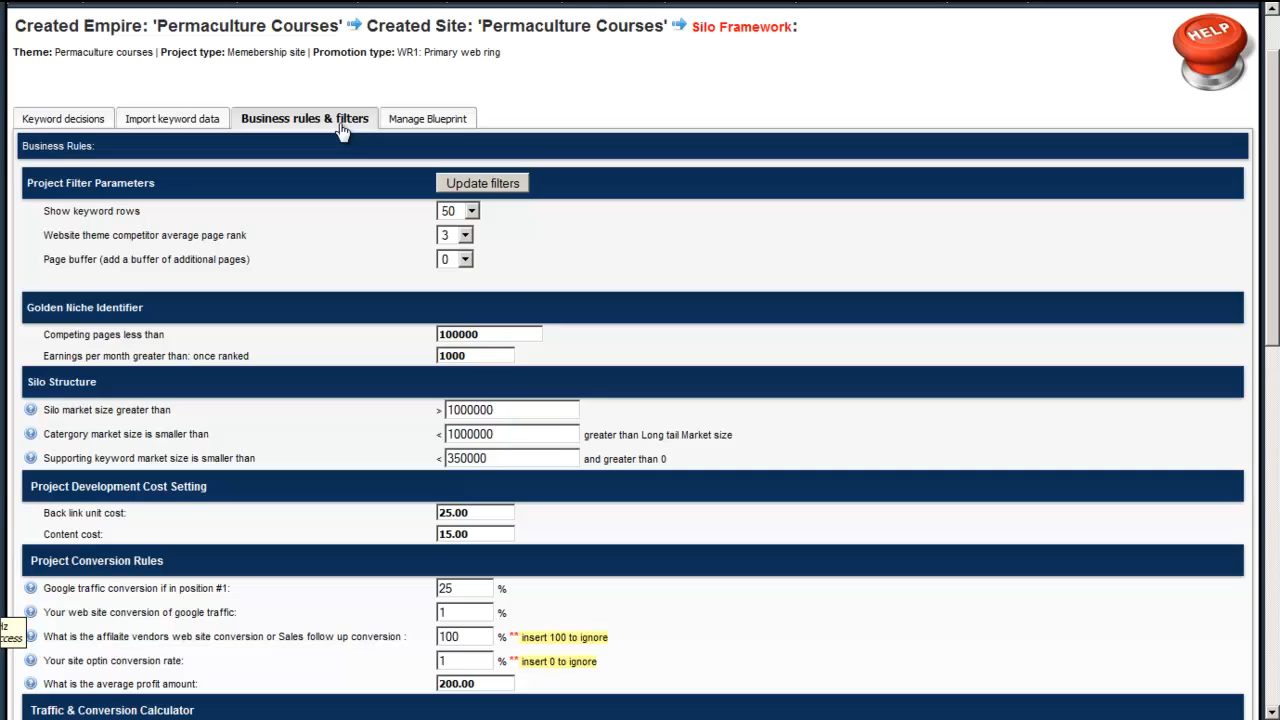 Created Empire: 'Permaculture Courses' Created Site: 'Permaculture Courses' Silo Framework:
Theme: Permaculture courses | Project type: Memebership site | Promotion type: WR1: Primary web ring
HELP
Keyword decisions Import keyword data Business rules & filters Manage Blueprint
Business Rules:
Project Filter Parameters Update filters
Show keyword rows 50
Website theme competitor average page rank 3
Page buffer (add a buffer of additional pages) 0
Golden Niche Identifier
Competing pages less than 100000
Earnings per month greater than: once ranked 1000
Silo Structure
Silo market size greater than > 1000000
Catergory market size is smaller than < 1000000 greater than Long tail Market size
Supporting keyword market size is smaller than < 350000 and greater than 0
Project Development Cost Setting
Back link unit cost: 25.00
Content cost: 15.00
Project Conversion Rules
Google traffic conversion if in position #1: 25 %
Your web site conversion of google traffic: 1 %
What is the affilaite vendors web site conversion or Sales follow up conversion : 100 % ** insert 100 to ignore
Your site optin conversion rate: 1 % ** insert 0 to ignore
What is the average profit amount: 200.00
Traffic & Conversion Calculator